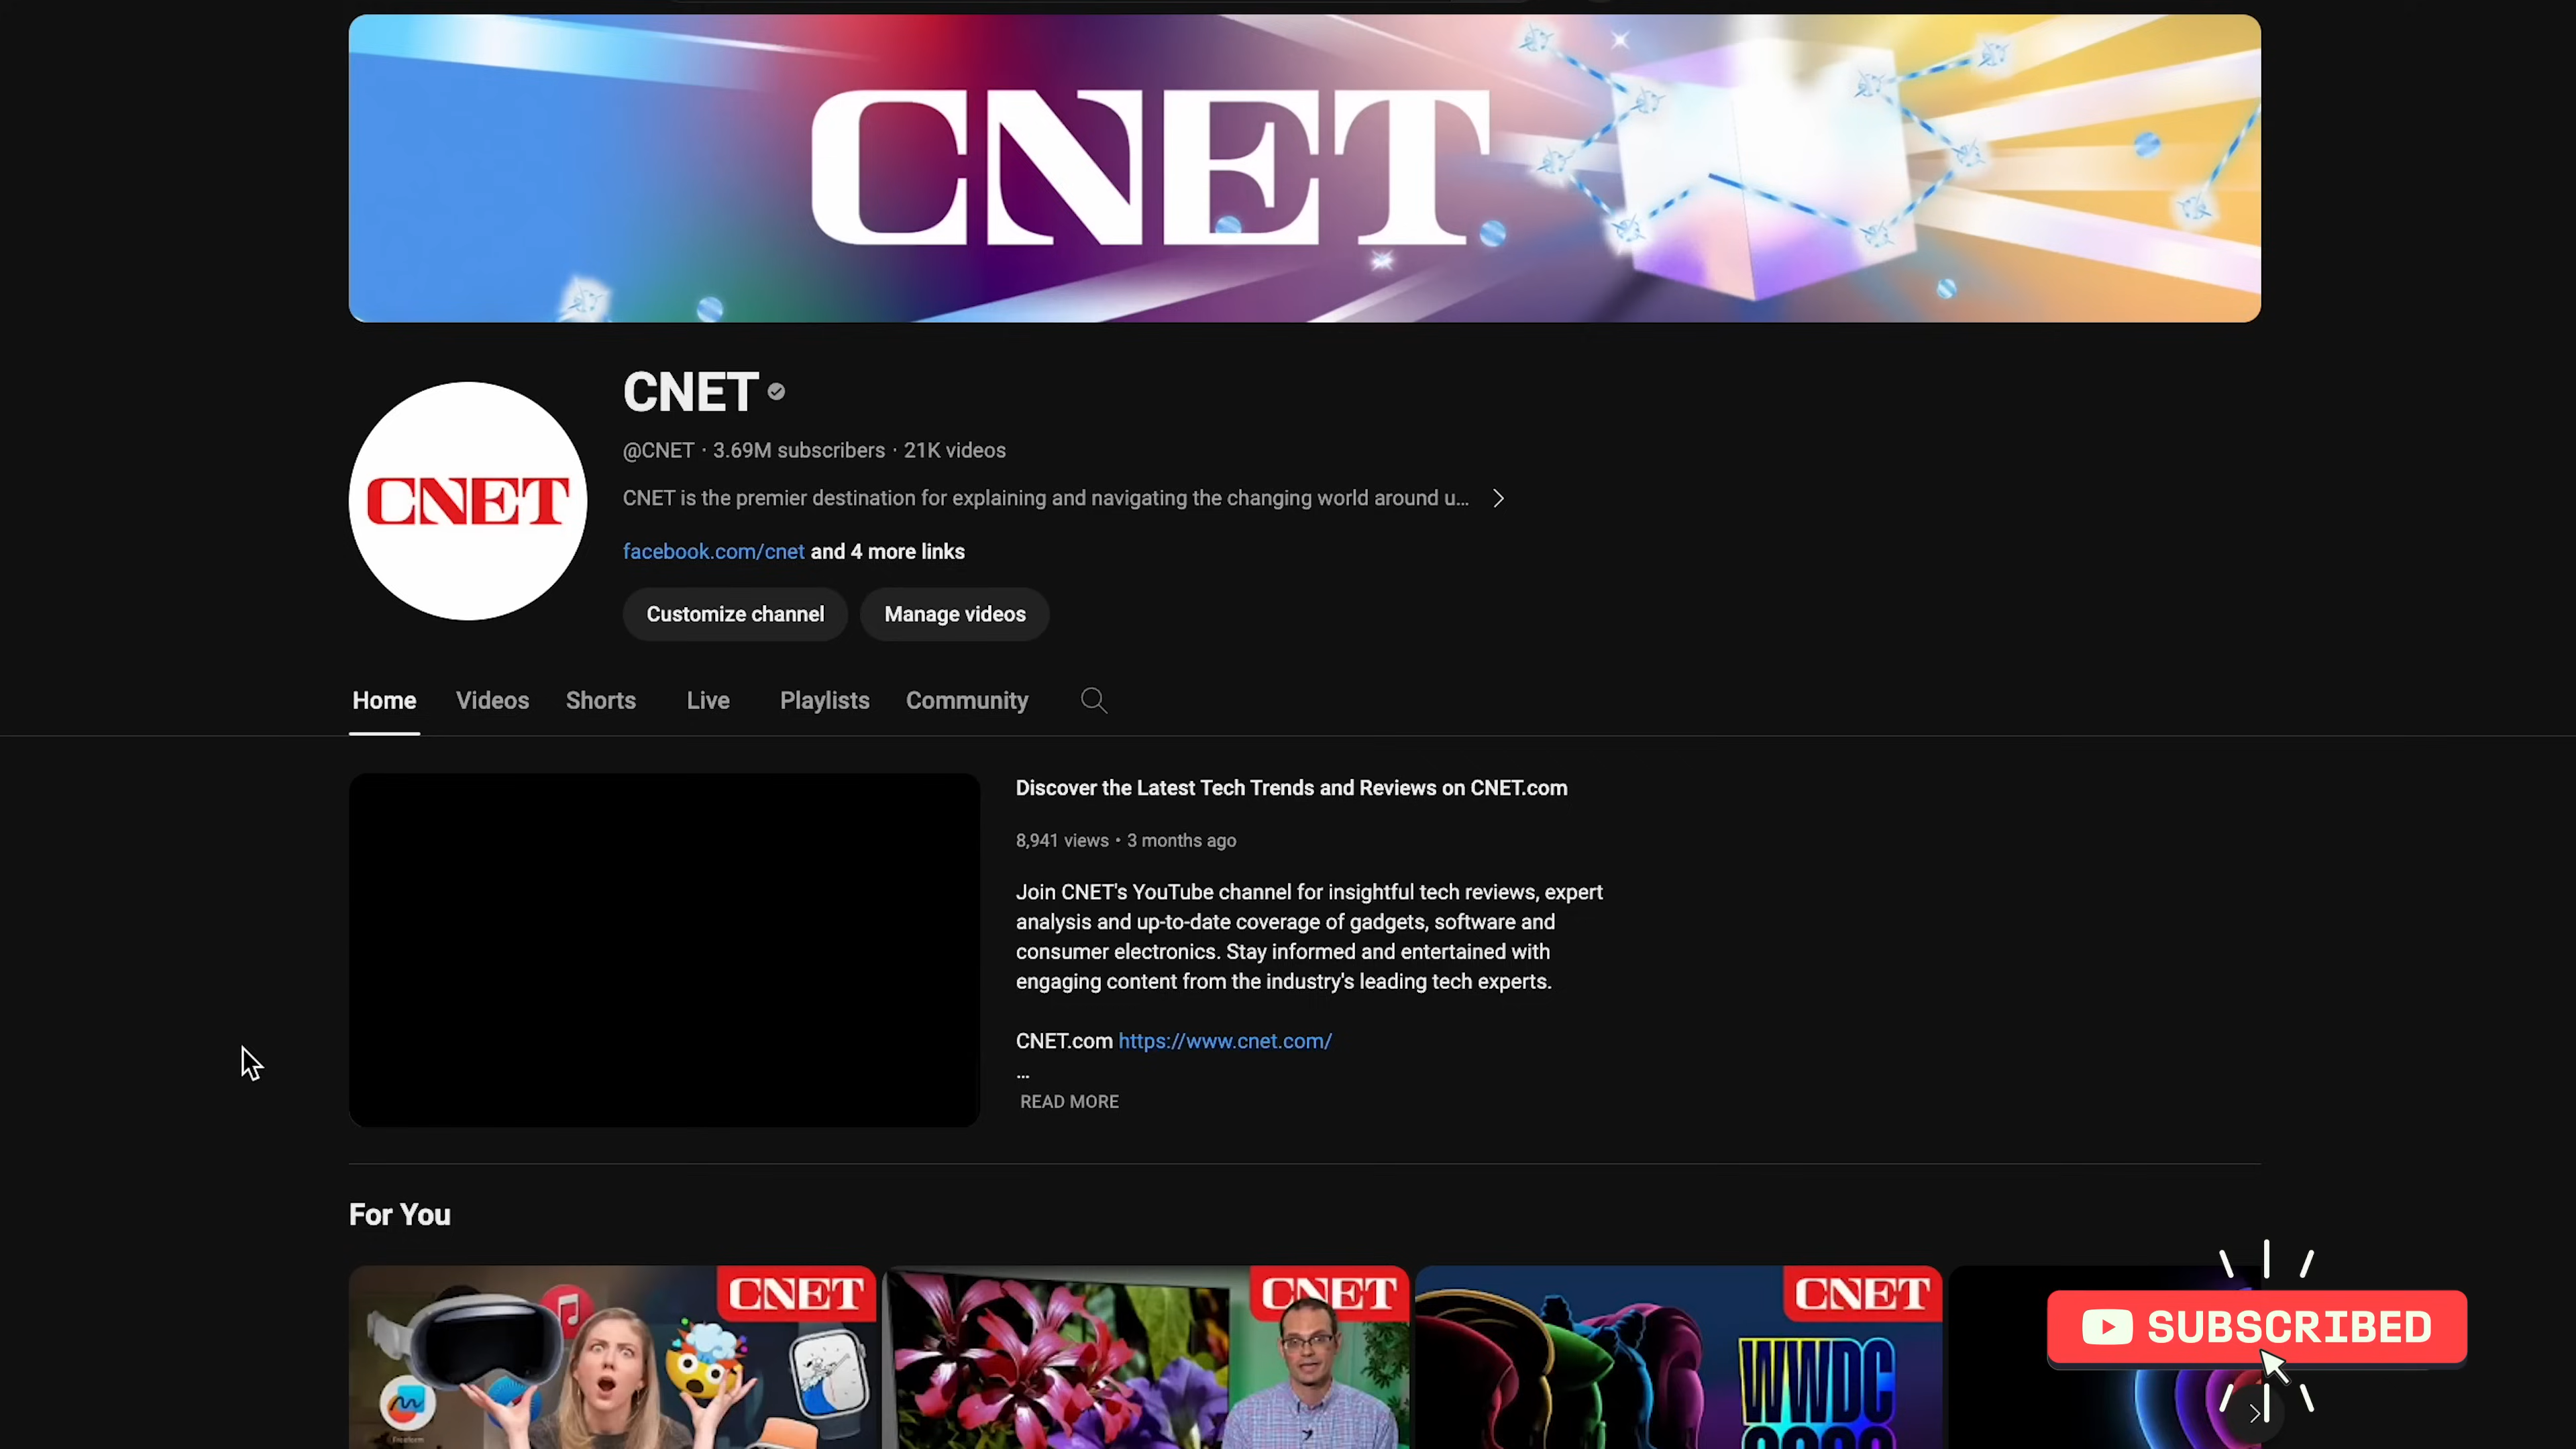 CNET
CNET
CNET
@CNET · 3.69M subscribers · 21K videos
CNET is the premier destination for explaining and navigating the changing world around u...
facebook.com/cnet and 4 more links
Customize channel Manage videos
Home Videos Shorts Live Playlists Community
Discover the Latest Tech Trends and Reviews on CNET.com
8,941 views • 3 months ago
Join CNET's YouTube channel for insightful tech reviews, expert
analysis and up-to-date coverage of gadgets, software and
consumer electronics. Stay informed and entertained with
engaging content from the industry's leading tech experts.
CNET.com https://www.cnet.com/
...
READ MORE
For You
CNET CNET CNET
SUBSCRIBED
WWDC